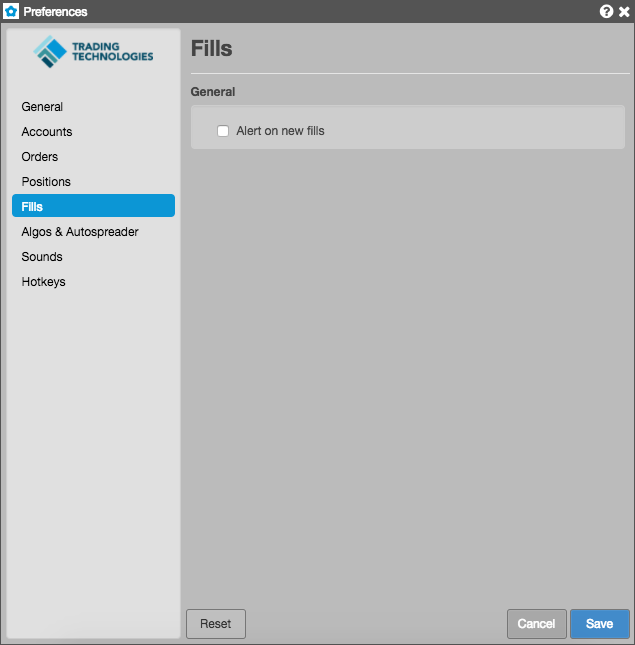 Preferences
TRADING
TECHNOLOGIES
General
Accounts
Orders
Positions
Fills
Algos & Autospreader
Sounds
Hotkeys
Fills
General
Alert on new fills
Reset
Cancel
Save